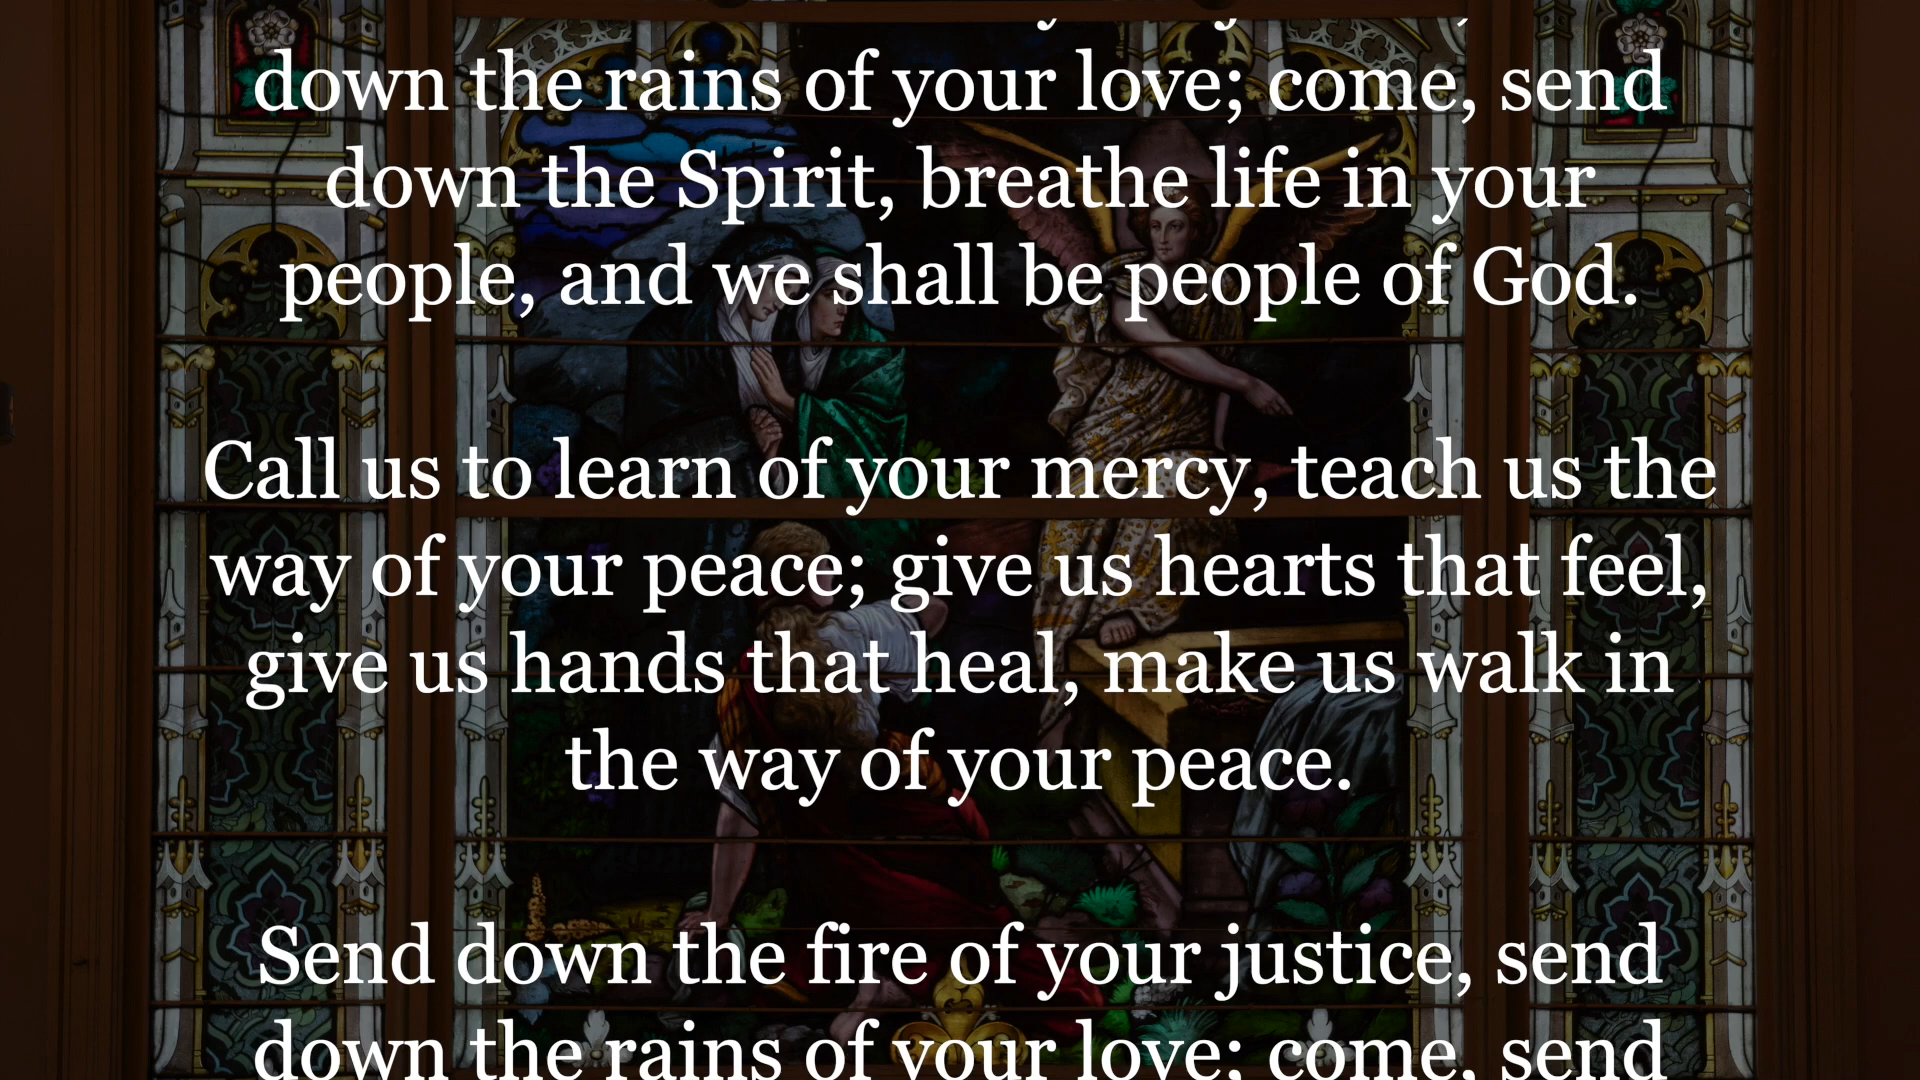 down the rains of your love; come, send
down the Spirit, breathe life in your
people, and we shall be people of God.
Call us to learn of your mercy, teach us the
way of your peace; give us hearts that feel,
give us hands that heal, make us walk in
the way of your peace.
Send down the fire of your justice, send
down the rains of your love; come, send